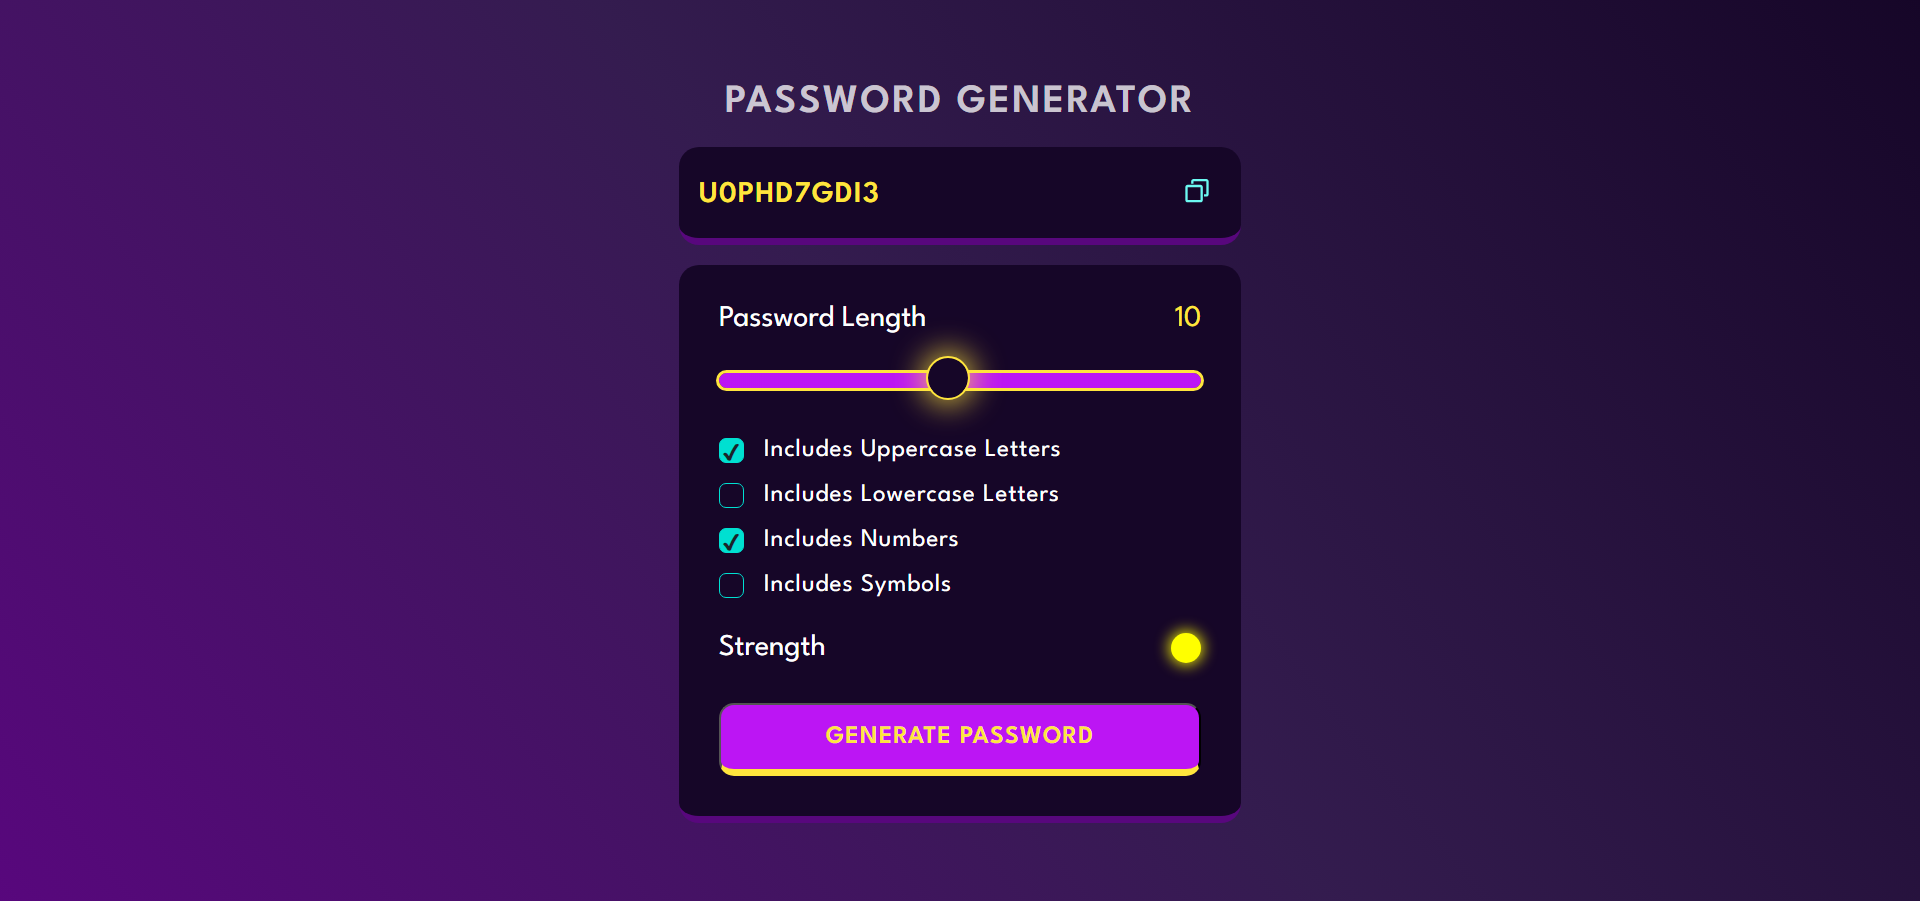 PASSWORD GENERATOR
U0PHD7GDI3
Password Length 10
Includes Uppercase Letters
Includes Lowercase Letters
Includes Numbers
Includes Symbols
Strength
GENERATE PASSWORD